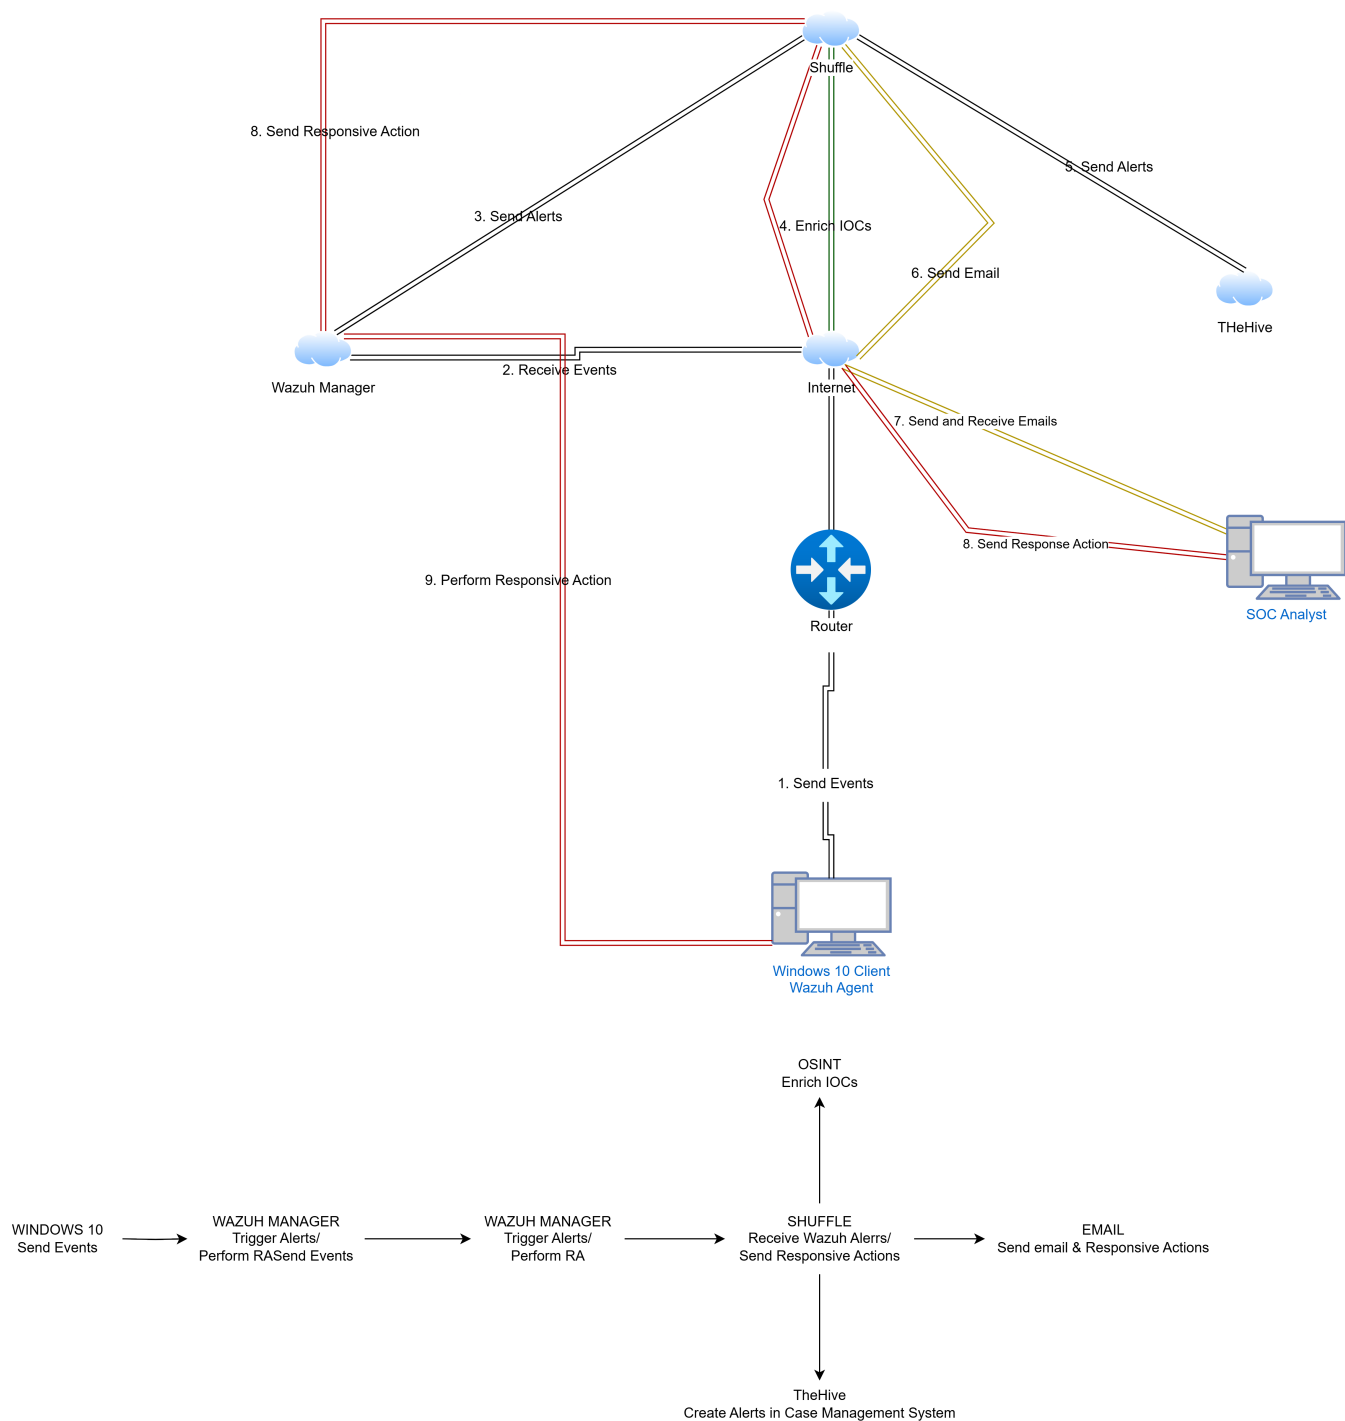 Shuffle
8. Send Responsive Action
5. Send Alerts
3. Send Alerts
4. Enrich IOCs
6. Send Email
THeHive
2. Receive Events
Wazuh Manager
Internet
7. Send and Receive Emails
8. Send Response Action
9. Perform Responsive Action
SOC Analyst
Router
1. Send Events
Windows 10 Client
Wazuh Agent
OSINT
Enrich IOCs
WINDOWS 10
Send Events
WAZUH MANAGER
Trigger Alerts/
Perform RASend Events
WAZUH MANAGER
Trigger Alerts/
Perform RA
SHUFFLE
Receive Wazuh Alerrs/
Send Responsive Actions
EMAIL
Send email & Responsive Actions
TheHive
Create Alerts in Case Management System